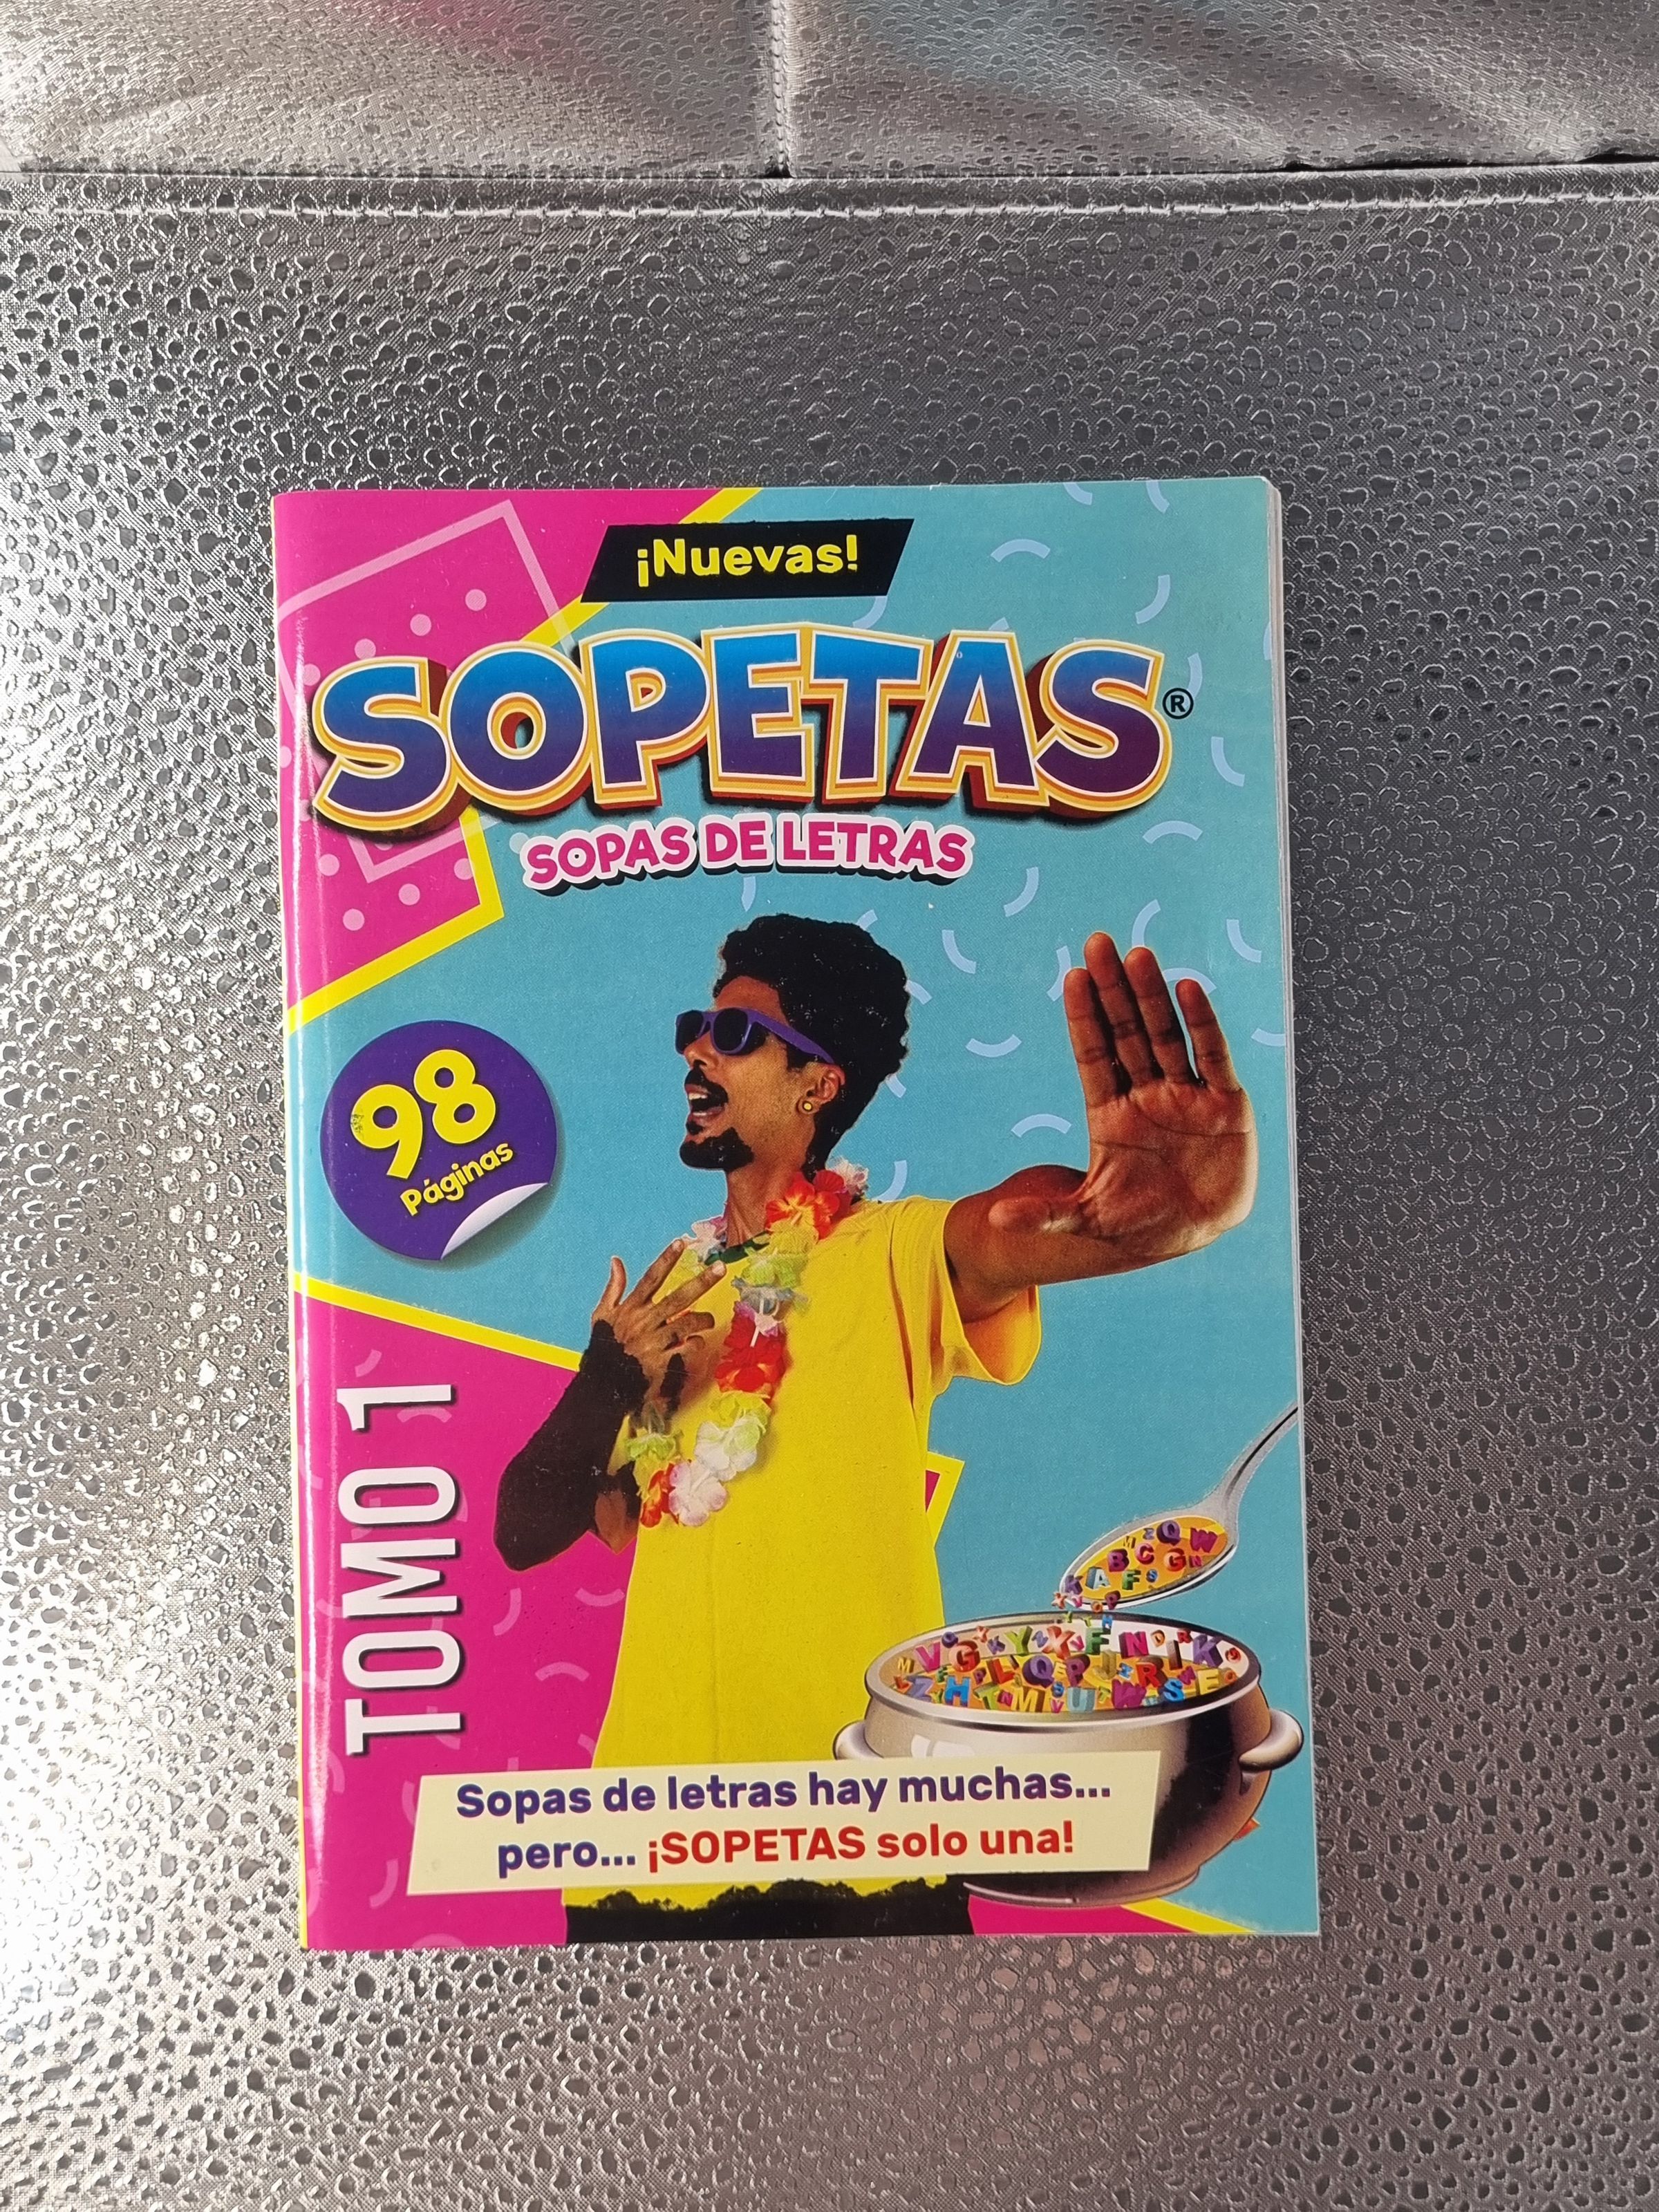 ¡Nuevas!
SOPETAS®
SOPAS DE LETRAS
98
Páginas
TOMO 1
Sopas de letras hay muchas...
pero... ¡SOPETAS solo una!